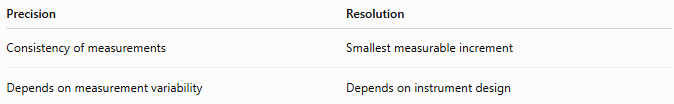 Precision Resolution
Consistency of measurements Smallest measurable increment
Depends on measurement variability Depends on instrument design